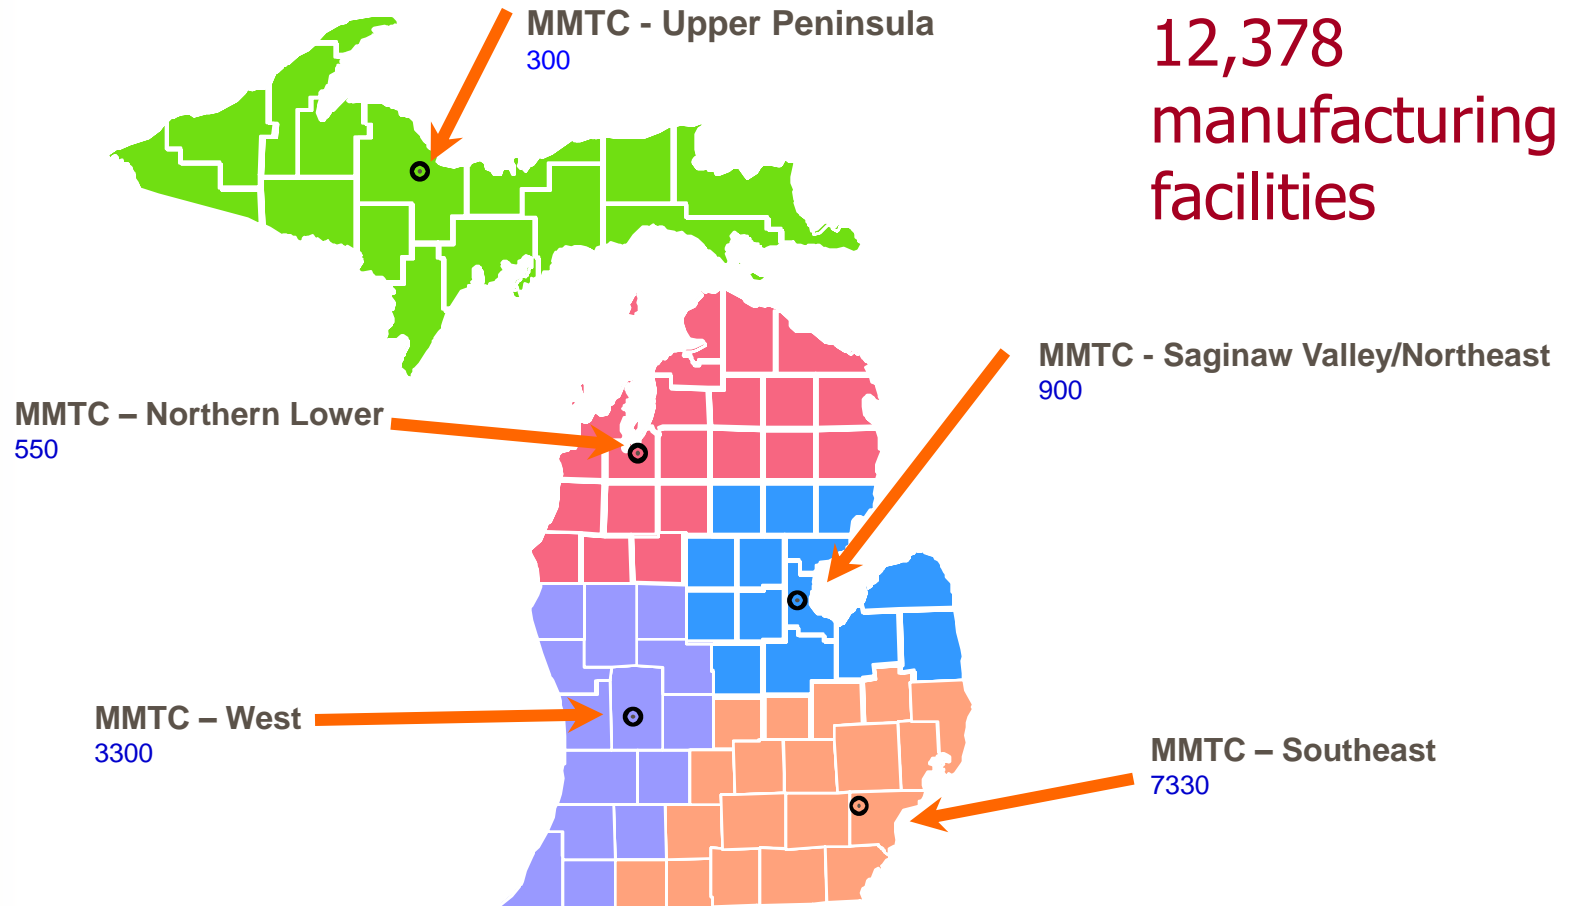 MMTC - Upper Peninsula
300
12,378
manufacturing
facilities
MMTC - Saginaw Valley/Northeast
900
MMTC – Northern Lower
550
MMTC – West
3300
MMTC – Southeast
7330